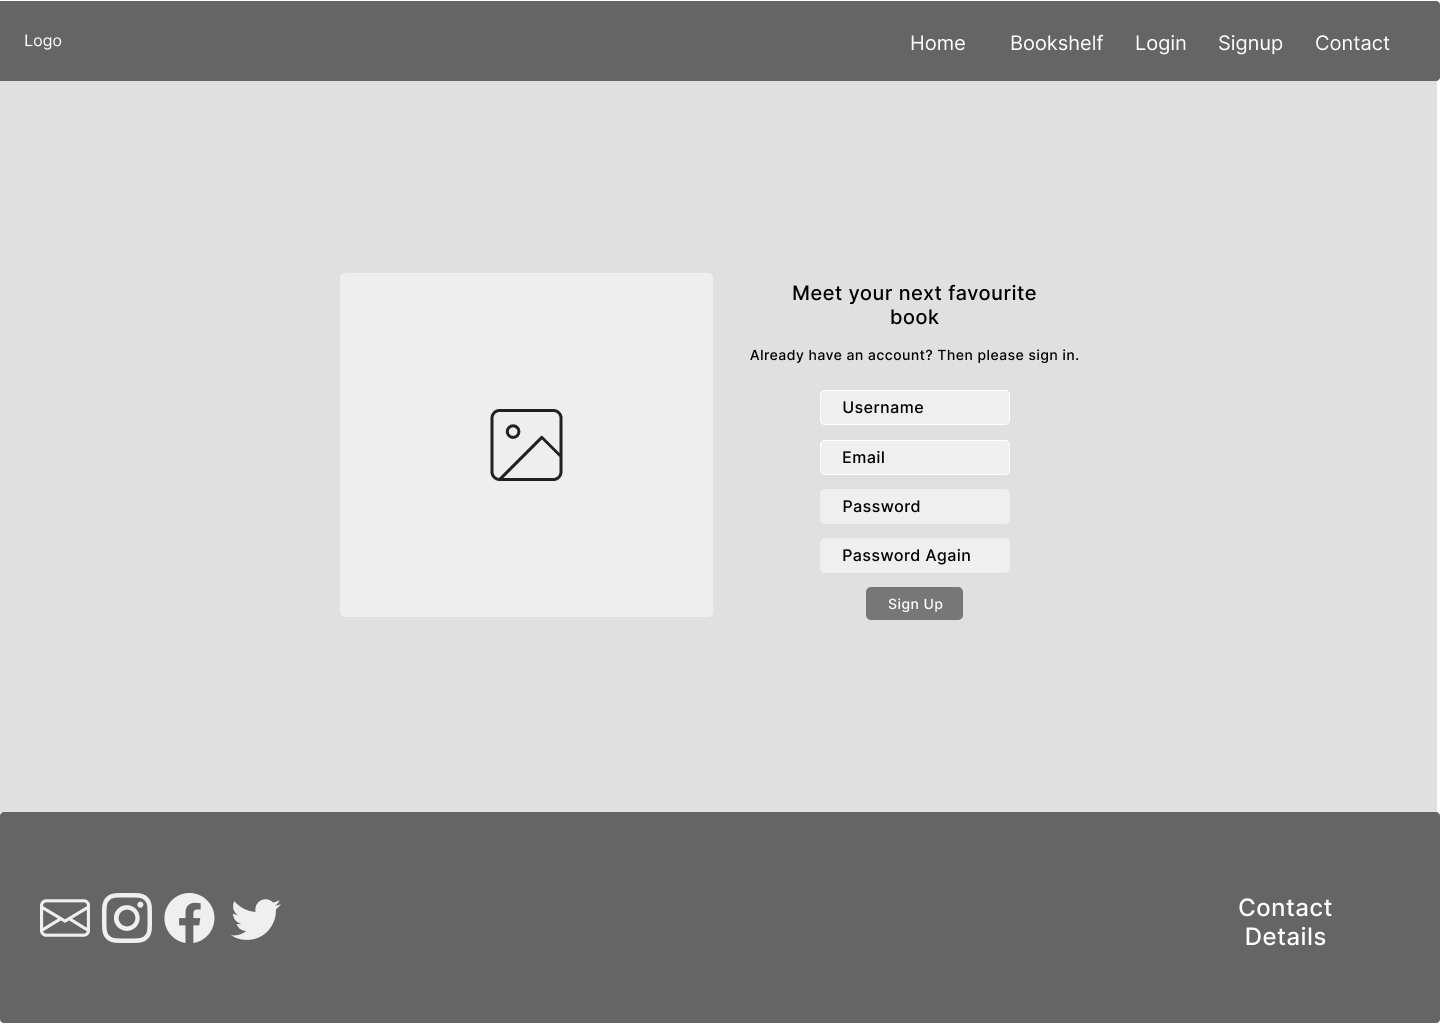 Logo
Home Bookshelf Login Signup Contact
Meet your next favourite
book
Already have an account? Then please sign in.
Username
Email
Password
Password Again
Sign Up
Contact
Details